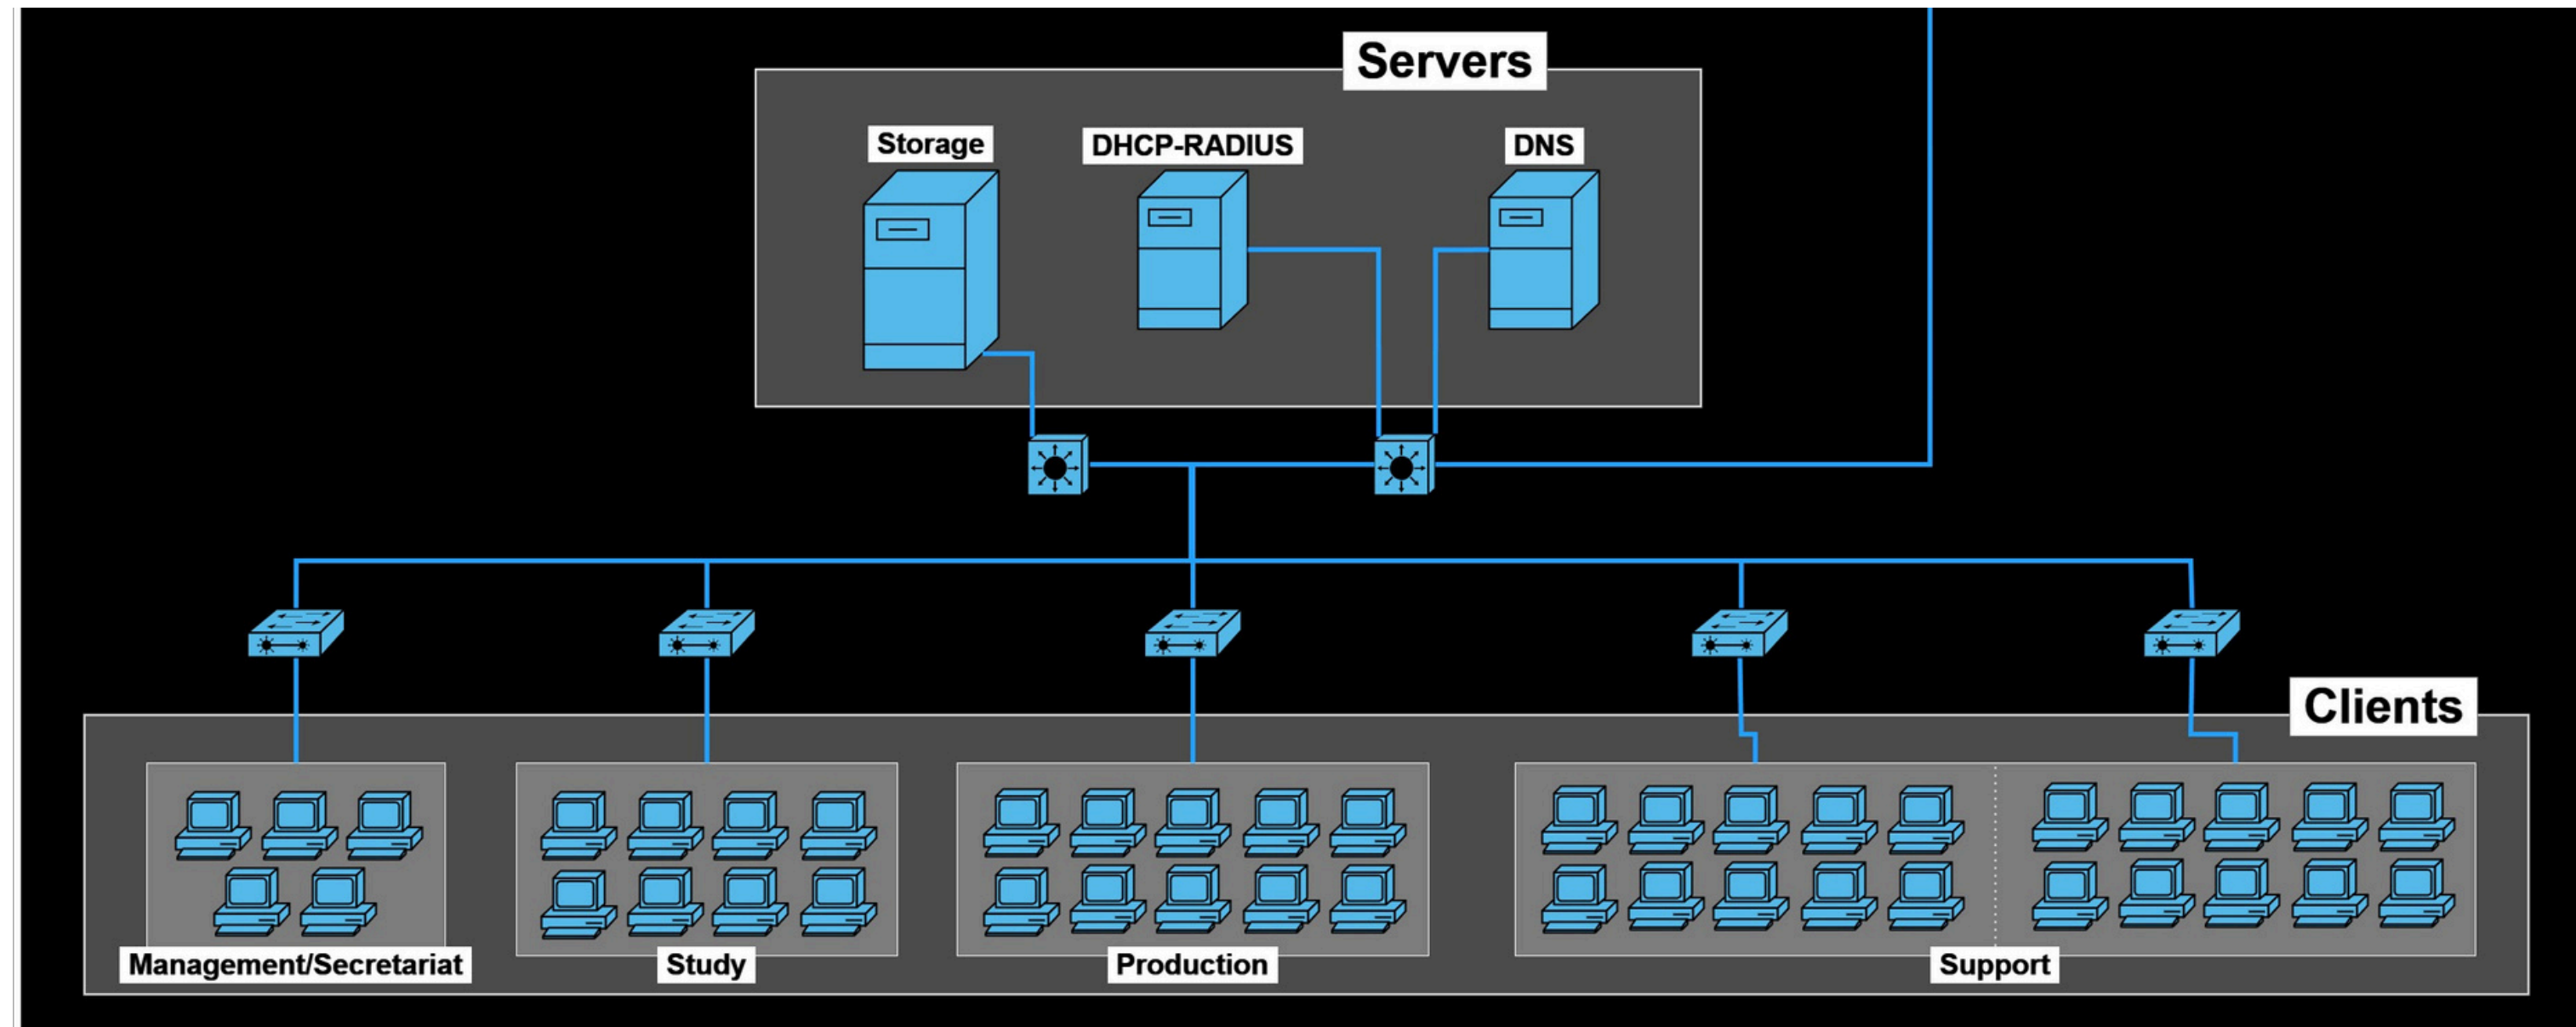 Servers
Storage
DHCP-RADIUS
DNS
Clients
Management/Secretariat
Study
Production
Support